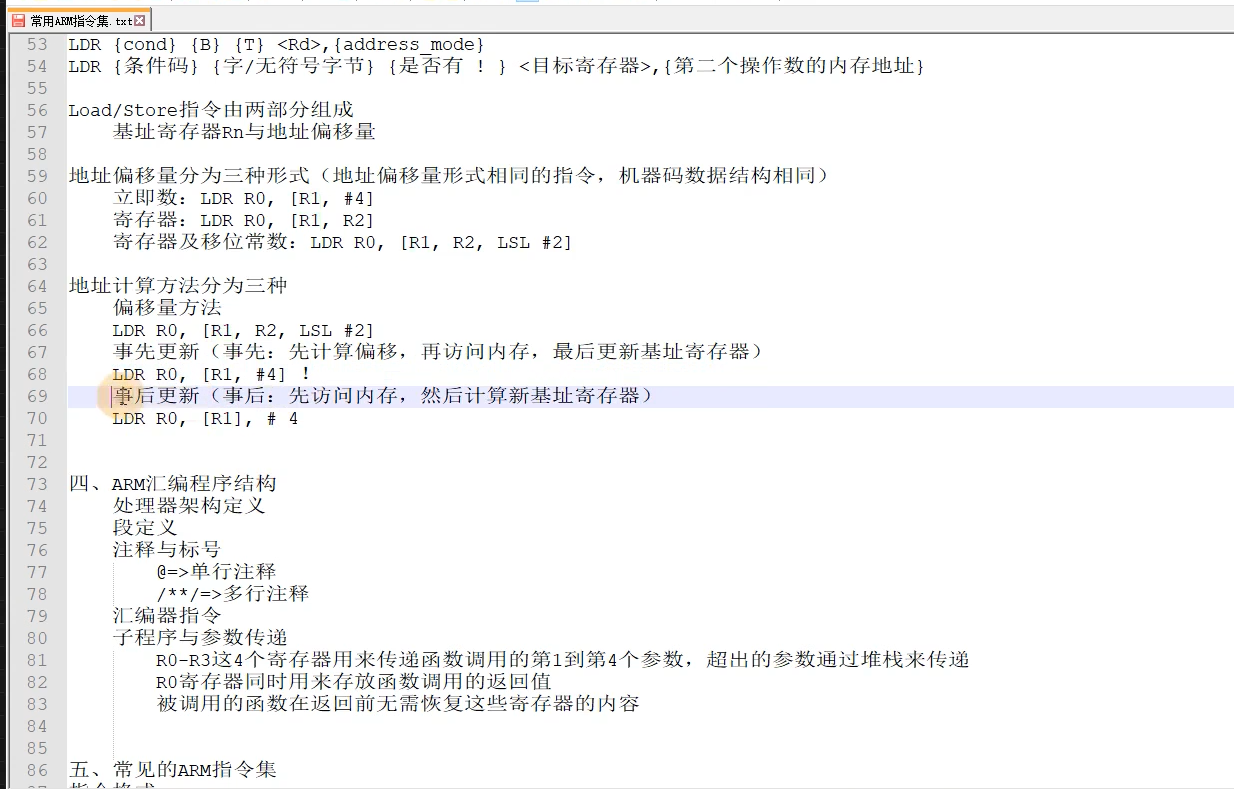 常用ARM指令集.txt
53 LDR {cond} {B} {T} <Rd>,{address_mode}
54 LDR {条件码} {字/无符号字节} {是否有 ! } <目标寄存器>,{第二个操作数的内存地址}
55
56 Load/Store指令由两部分组成
57 基址寄存器Rn与地址偏移量
58
59 地址偏移量分为三种形式（地址偏移量形式相同的指令，机器码数据结构相同）
60 立即数：LDR R0, [R1, #4]
61 寄存器：LDR R0, [R1, R2]
62 寄存器及移位常数：LDR R0, [R1, R2, LSL #2]
63
64 地址计算方法分为三种
65 偏移量方法
66 LDR R0, [R1, R2, LSL #2]
67 事先更新（事先：先计算偏移，再访问内存，最后更新基址寄存器）
68 LDR R0, [R1, #4] ！
69 事后更新（事后：先访问内存，然后计算新基址寄存器）
70 LDR R0, [R1], # 4
71
72
73 四、ARM汇编程序结构
74 处理器架构定义
75 段定义
76 注释与标号
77 @=>单行注释
78 /**/=>多行注释
79 汇编器指令
80 子程序与参数传递
81 R0-R3这4个寄存器用来传递函数调用的第1到第4个参数，超出的参数通过堆栈来传递
82 R0寄存器同时用来存放函数调用的返回值
83 被调用的函数在返回前无需恢复这些寄存器的内容
84
85
86 五、常见的ARM指令集